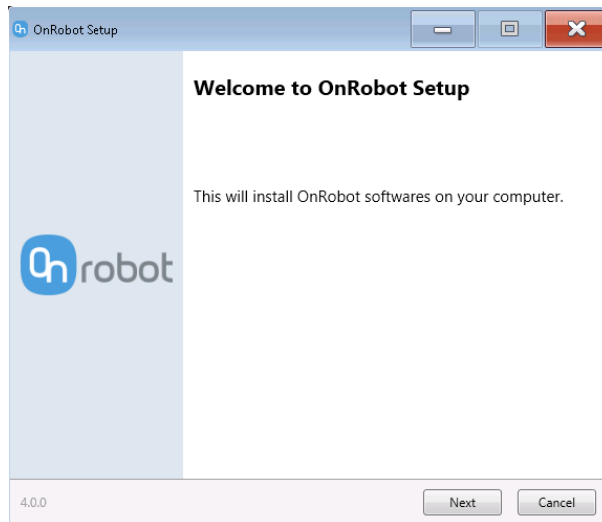 OnRobot Setup
Welcome to OnRobot Setup
This will install OnRobot softwares on your computer.
On robot
4.0.0
Next
Cancel